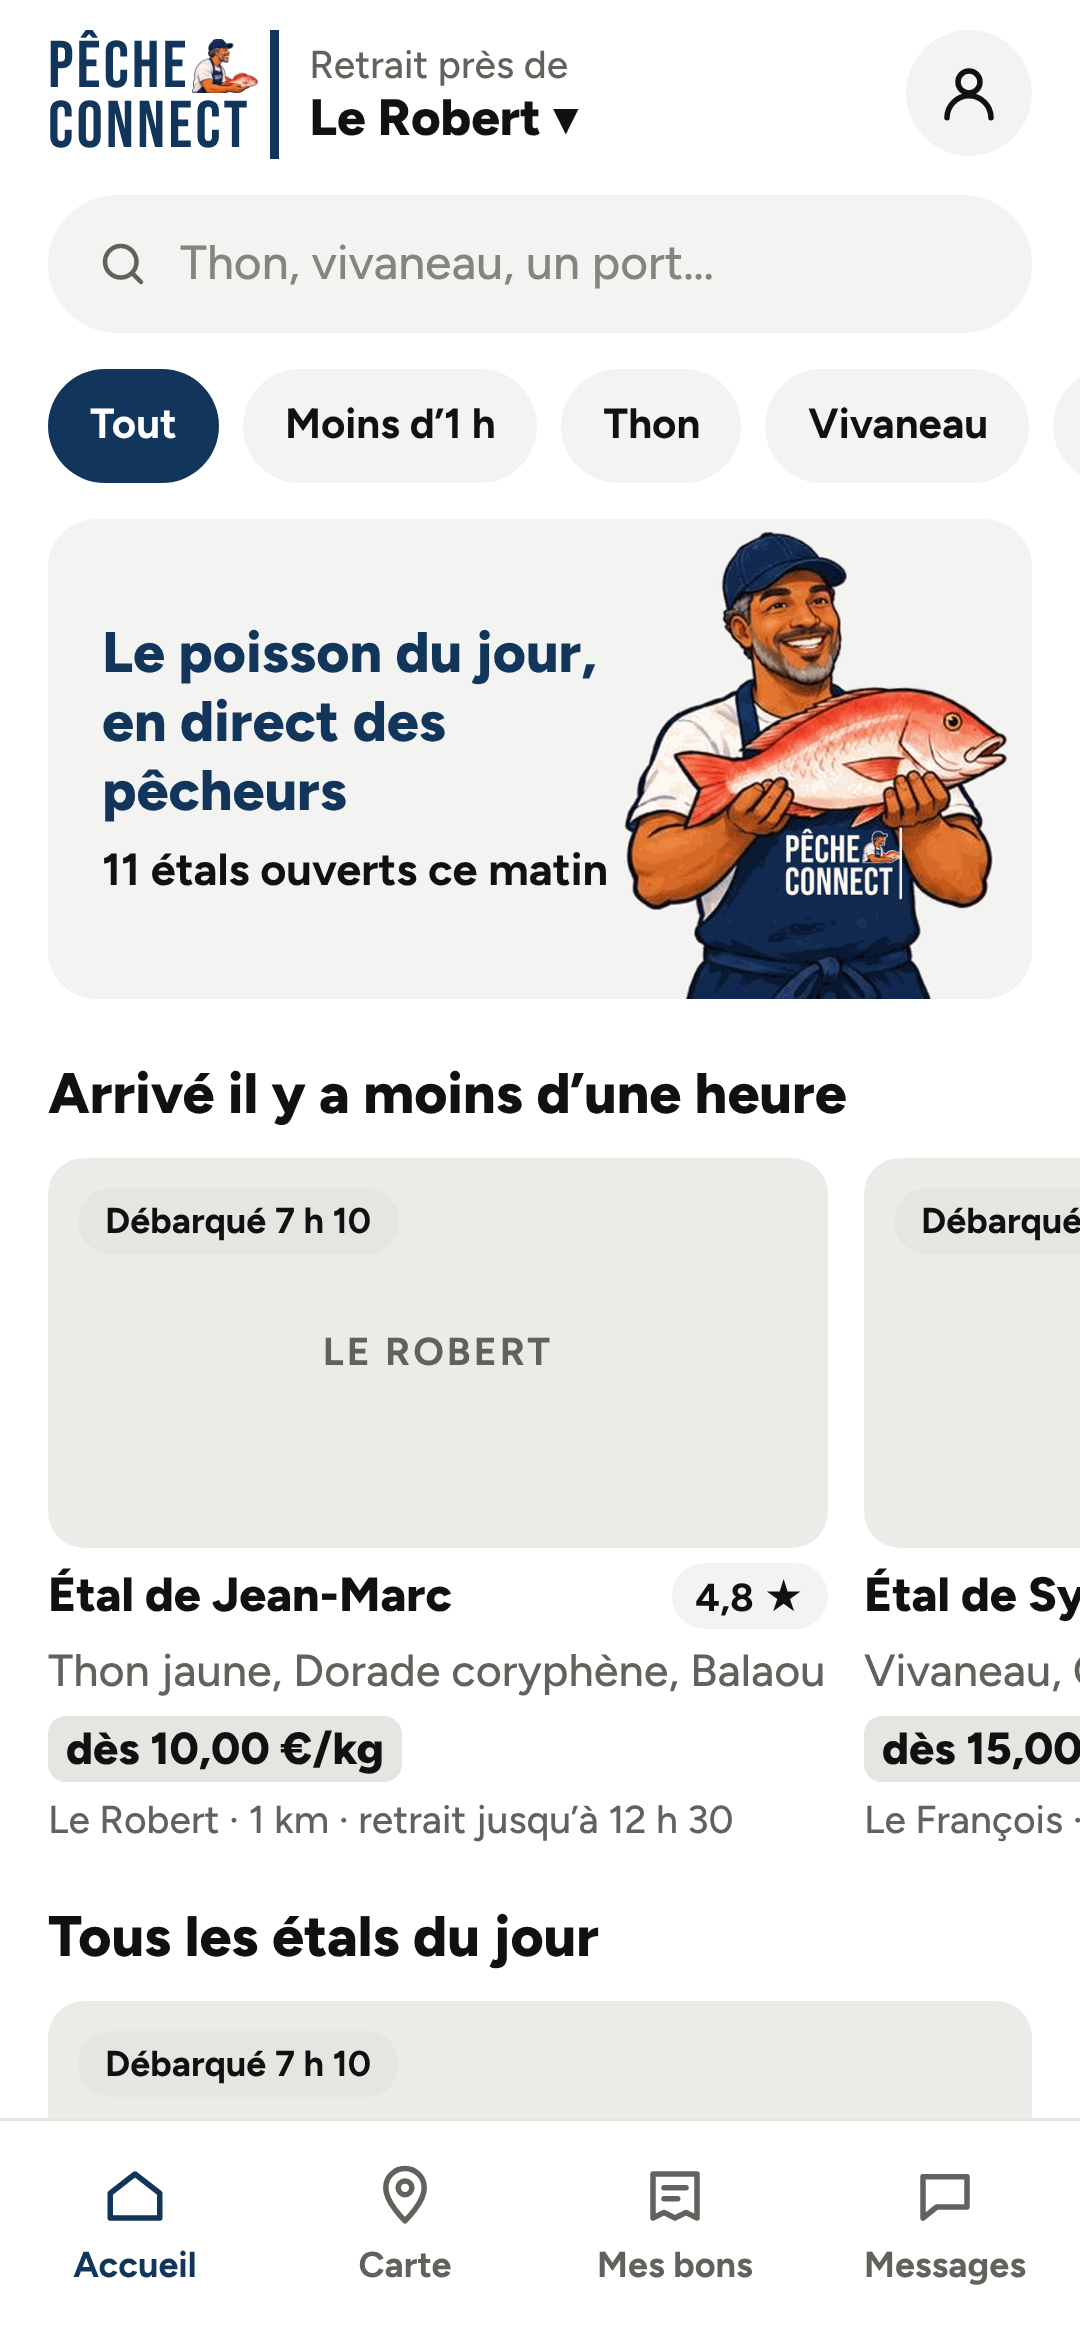 PÊCHE
CONNECT
Retrait près de
Le Robert ▾
Thon, vivaneau, un port...
Tout
Moins d’1 h
Thon
Vivaneau
Le poisson du jour,
en direct des
pêcheurs
11 étals ouverts ce matin
PÊCHE
CONNECT
Arrivé il y a moins d’une heure
Débarqué 7 h 10
Débarqué
LE ROBERT
Étal de Jean-Marc
4,8 ★
Étal de Sy
Thon jaune, Dorade coryphène, Balaou
Vivaneau,
dès 10,00 €/kg
dès 15,00
Le Robert · 1 km · retrait jusqu’à 12 h 30
Le François ·
Tous les étals du jour
Débarqué 7 h 10
Accueil
Carte
Mes bons
Messages